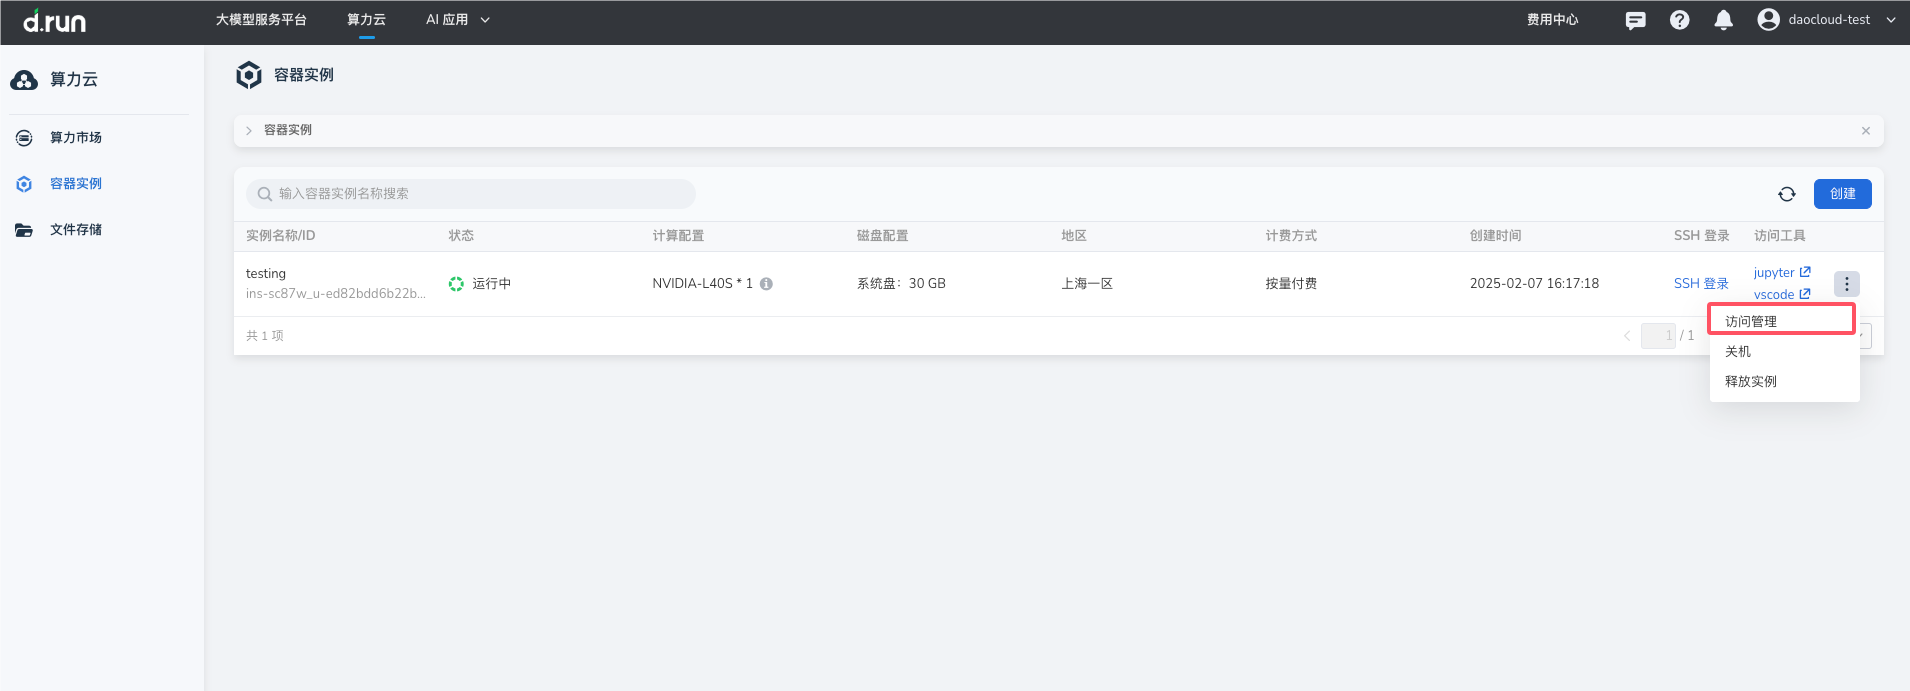 d.run
大模型服务平台
算力云
AI 应用
费用中心
daocloud-test
算力云
算力市场
容器实例
文件存储
容器实例
容器实例
输入容器实例名称搜索
创建
实例名称/ID 状态 计算配置 磁盘配置 地区 计费方式 创建时间 SSH 登录 访问工具
testing
ins-sc87w_u-ed82bdd6b22b...
运行中
NVIDIA-L40S * 1
系统盘：30 GB
上海一区
按量付费
2025-02-07 16:17:18
SSH 登录
jupyter
vscode
共 1 项
1 / 1
访问管理
关机
释放实例